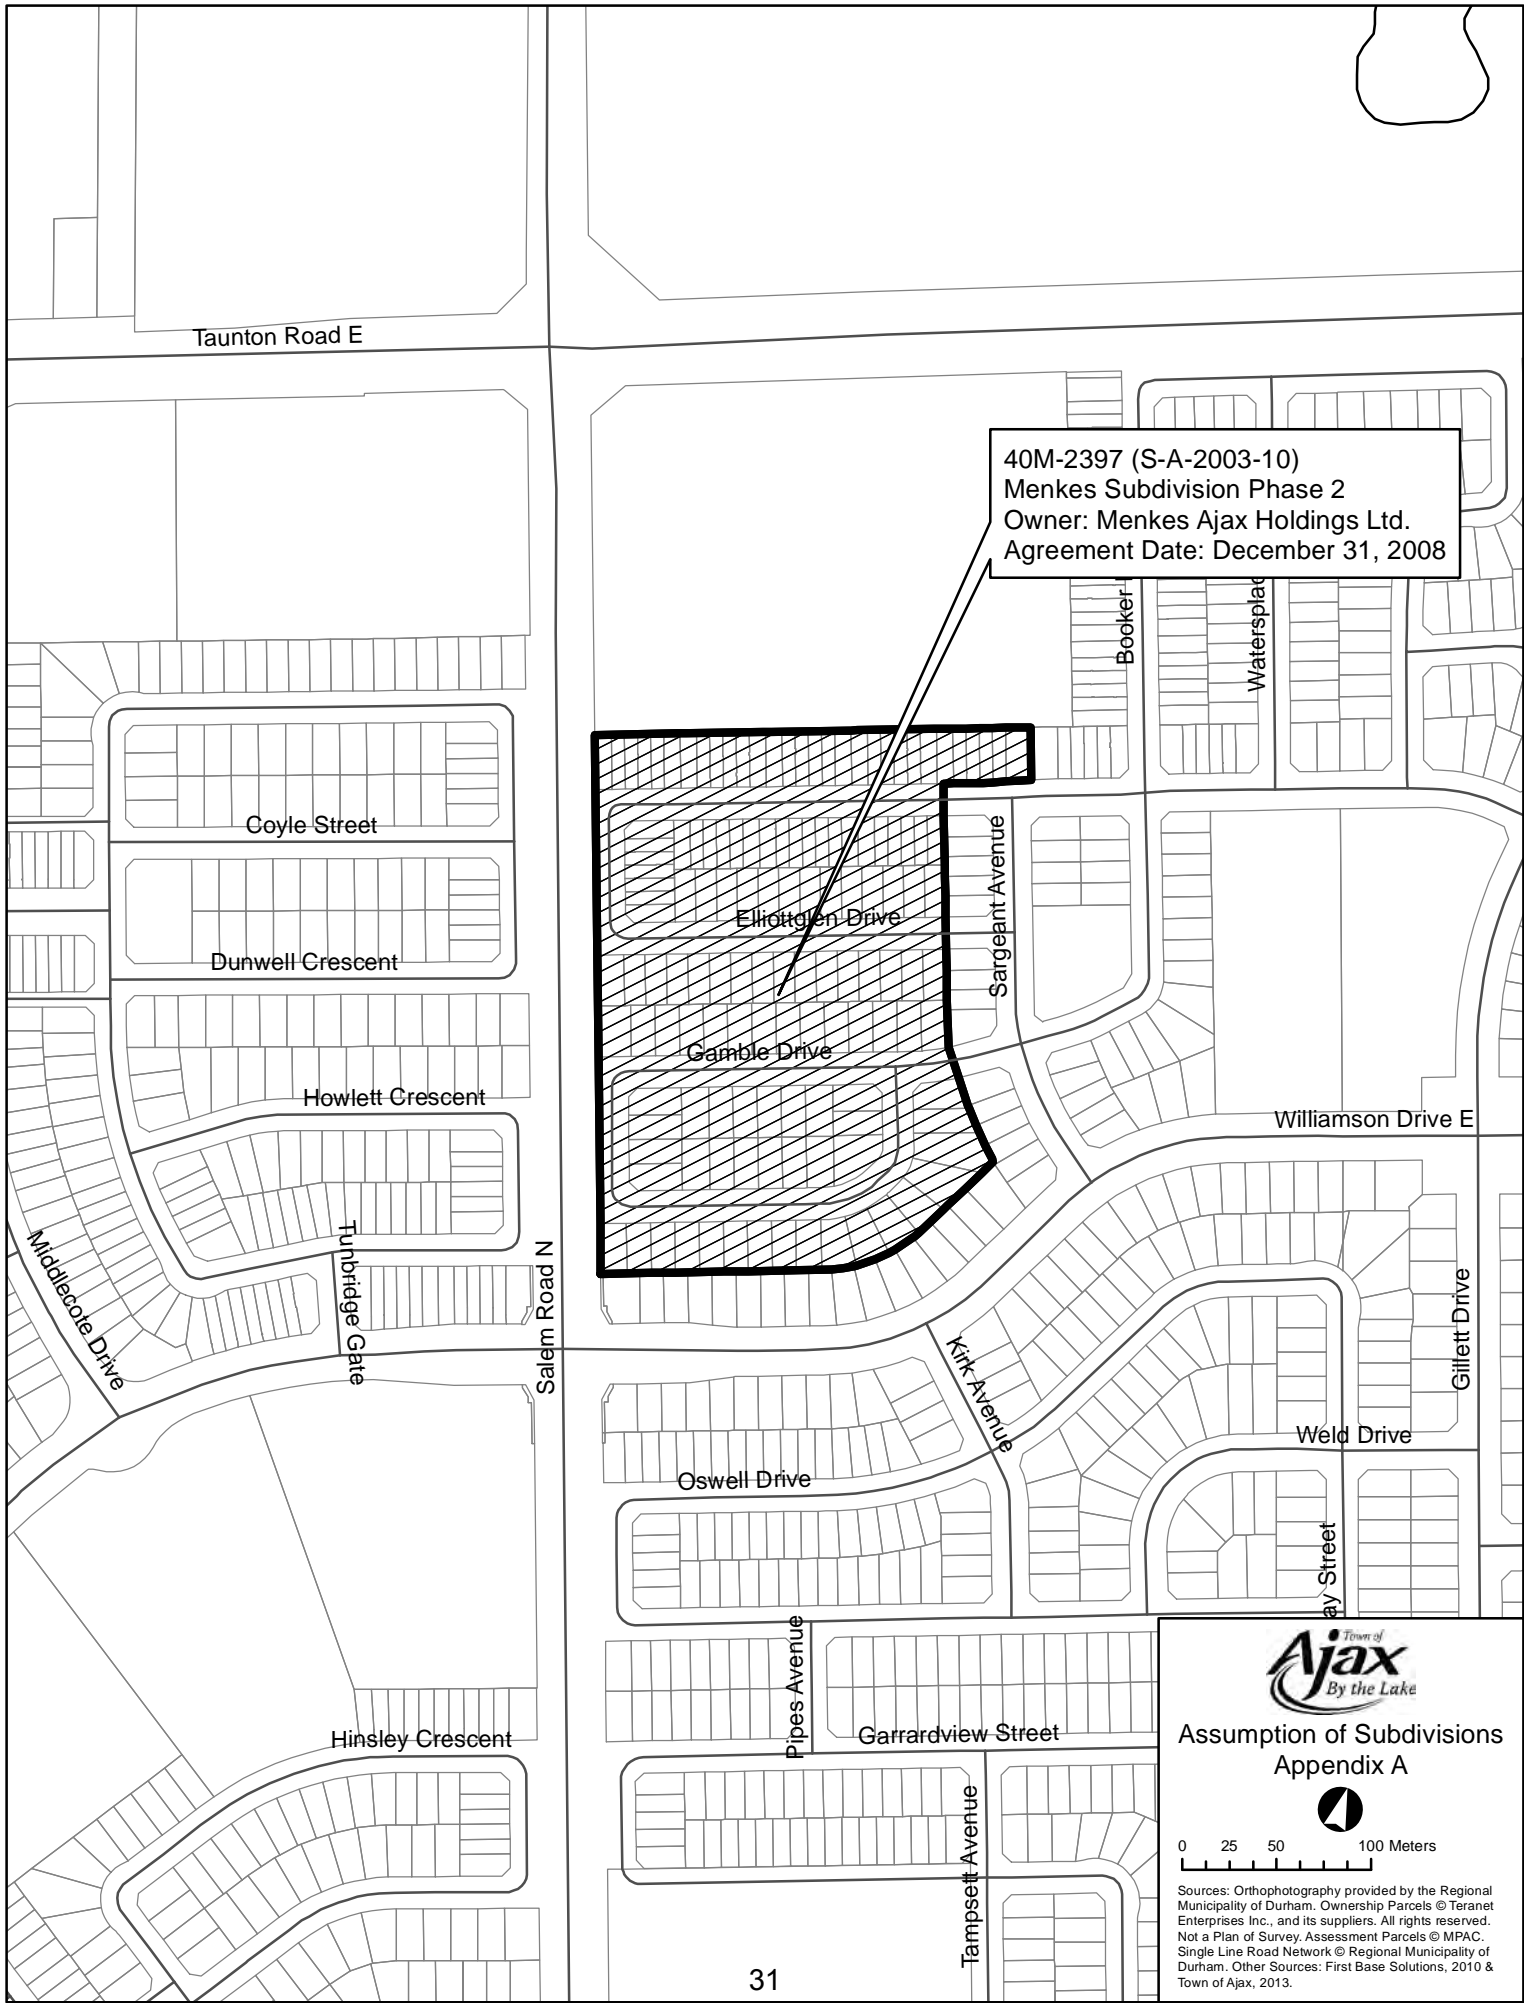 Taunton Road E
40M-2397 (S-A-2003-10)
Menkes Subdivision Phase 2
Owner: Menkes Ajax Holdings Ltd.
Agreement Date: December 31, 2008
Booker
Watersplac
Coyle Street
Sargeant Avenue
Elliottglen Drive
Dunwell Crescent
Gamble Drive
Howlett Crescent
Williamson Drive E
Middlecote Drive
Tunbridge Gate
Salem Road N
Kirk Avenue
Gillett Drive
Weld Drive
Oswell Drive
ay Street
Pipes Avenue
Garrardview Street
Hinsley Crescent
Tampsett Avenue
Town of
Ajax
By the Lake
Assumption of Subdivisions
Appendix A
0 25 50 100 Meters
Sources: Orthophotography provided by the Regional
Municipality of Durham. Ownership Parcels © Teranet
Enterprises Inc., and its suppliers. All rights reserved.
Not a Plan of Survey. Assessment Parcels © MPAC.
Single Line Road Network © Regional Municipality of
Durham. Other Sources: First Base Solutions, 2010 &
Town of Ajax, 2013.
31